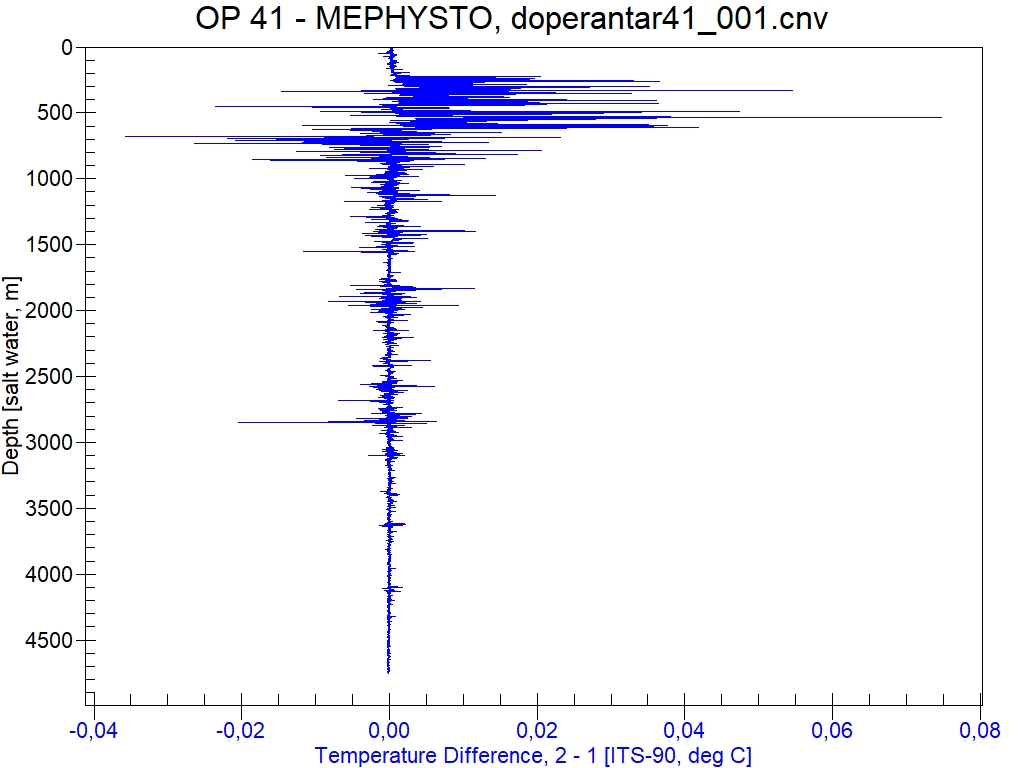 OP 41 - MEPHYSTO, doperantar41_001.cnv
0
500
1000
1500
2000
2500
3000
3500
4000
4500
Depth [salt water, m]
-0,04 -0,02 0,00 0,02 0,04 0,06 0,08
Temperature Difference, 2 - 1 [ITS-90, deg C]